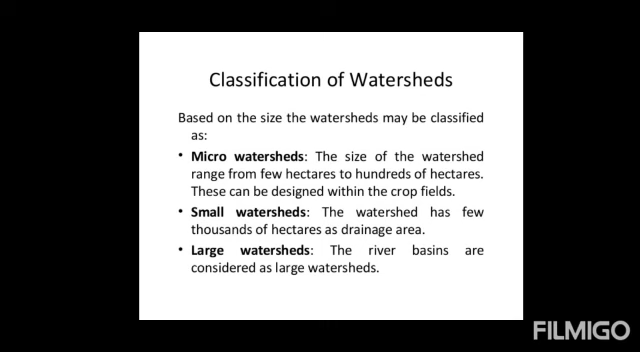 Classification of Watersheds
Based on the size the watersheds may be classified
as:
• Micro watersheds: The size of the watershed
range from few hectares to hundreds of hectares.
These can be designed within the crop fields.
• Small watersheds: The watershed has few
thousands of hectares as drainage area.
• Large watersheds: The river basins are
considered as large watersheds.
FILMIGO